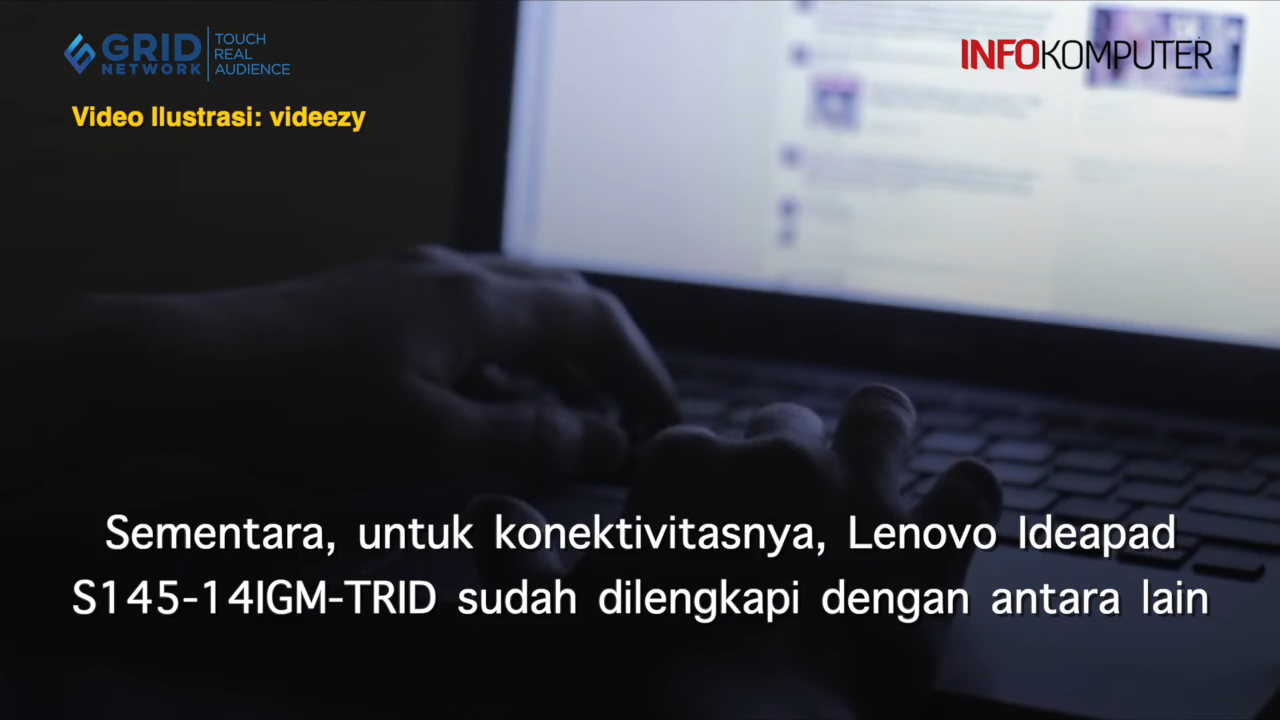 GRID
NETWORK
TOUCH
REAL
AUDIENCE
INFOKOMPUTER
Video Ilustrasi: videezy
Sementara, untuk konektivitasnya, Lenovo Ideapad
S145-14IGM-TRID sudah dilengkapi dengan antara lain